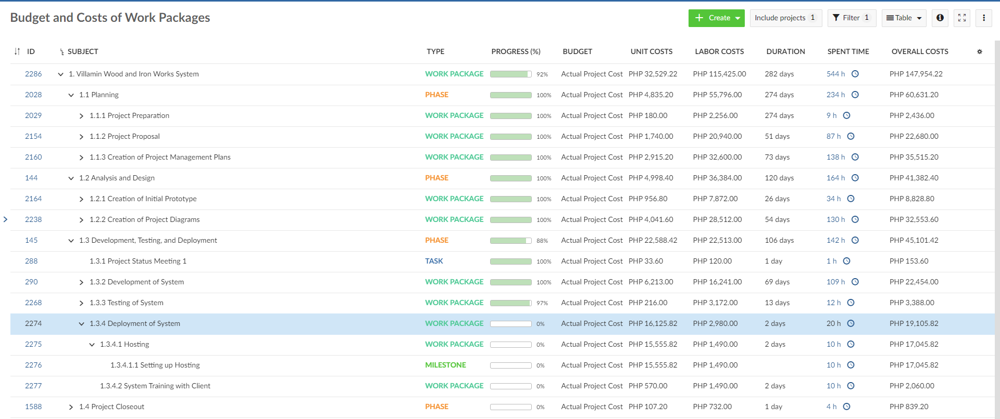 Budget and Costs of Work Packages
Create Include projects 1 Filter 1 Table
ID SUBJECT TYPE PROGRESS (%) BUDGET UNIT COSTS LABOR COSTS DURATION SPENT TIME OVERALL COSTS
2286 1. Villamin Wood and Iron Works System WORK PACKAGE 92% Actual Project Cost PHP 32,529.22 PHP 115,425.00 282 days 544 h PHP 147,954.22
2028 1.1 Planning PHASE 100% Actual Project Cost PHP 4,835.20 PHP 55,796.00 274 days 234 h PHP 60,631.20
2029 1.1.1 Project Preparation WORK PACKAGE 100% Actual Project Cost PHP 180.00 PHP 2,256.00 274 days 9 h PHP 2,436.00
2154 1.1.2 Project Proposal WORK PACKAGE 100% Actual Project Cost PHP 1,740.00 PHP 20,940.00 51 days 87 h PHP 22,680.00
2160 1.1.3 Creation of Project Management Plans WORK PACKAGE 100% Actual Project Cost PHP 2,915.20 PHP 32,600.00 73 days 138 h PHP 35,515.20
144 1.2 Analysis and Design PHASE 100% Actual Project Cost PHP 4,998.40 PHP 36,384.00 120 days 164 h PHP 41,382.40
2164 1.2.1 Creation of Initial Prototype WORK PACKAGE 100% Actual Project Cost PHP 956.80 PHP 7,872.00 26 days 34 h PHP 8,828.80
2238 1.2.2 Creation of Project Diagrams WORK PACKAGE 100% Actual Project Cost PHP 4,041.60 PHP 28,512.00 54 days 130 h PHP 32,553.60
145 1.3 Development, Testing, and Deployment PHASE 88% Actual Project Cost PHP 22,588.42 PHP 22,513.00 106 days 142 h PHP 45,101.42
288 1.3.1 Project Status Meeting 1 TASK 100% Actual Project Cost PHP 33.60 PHP 120.00 1 day 1 h PHP 153.60
290 1.3.2 Development of System WORK PACKAGE 100% Actual Project Cost PHP 6,213.00 PHP 16,241.00 69 days 109 h PHP 22,454.00
2268 1.3.3 Testing of System WORK PACKAGE 97% Actual Project Cost PHP 216.00 PHP 3,172.00 13 days 12 h PHP 3,388.00
2274 1.3.4 Deployment of System WORK PACKAGE 0% Actual Project Cost PHP 16,125.82 PHP 2,980.00 2 days 20 h PHP 19,105.82
2275 1.3.4.1 Hosting WORK PACKAGE 0% Actual Project Cost PHP 15,555.82 PHP 1,490.00 2 days 10 h PHP 17,045.82
2276 1.3.4.1.1 Setting up Hosting MILESTONE 0% Actual Project Cost PHP 15,555.82 PHP 1,490.00 10 h PHP 17,045.82
2277 1.3.4.2 System Training with Client WORK PACKAGE 0% Actual Project Cost PHP 570.00 PHP 1,490.00 2 days 10 h PHP 2,060.00
1588 1.4 Project Closeout PHASE 0% Actual Project Cost PHP 107.20 PHP 732.00 1 day 4 h PHP 839.20